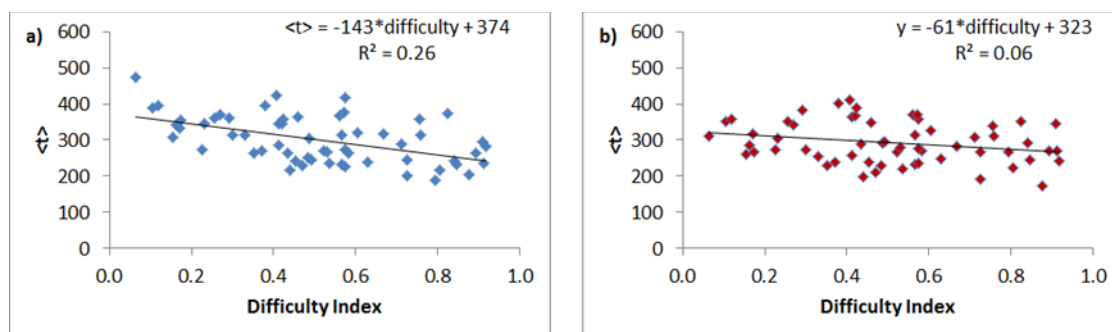 a)
<t> = -143*difficulty + 374
R² = 0.26
600
500
400
300
200
100
0
<t>
0.0 0.2 0.4 0.6 0.8 1.0
Difficulty Index
b)
y = -61*difficulty + 323
R² = 0.06
600
500
400
300
200
100
0
<t>
0.0 0.2 0.4 0.6 0.8 1.0
Difficulty Index